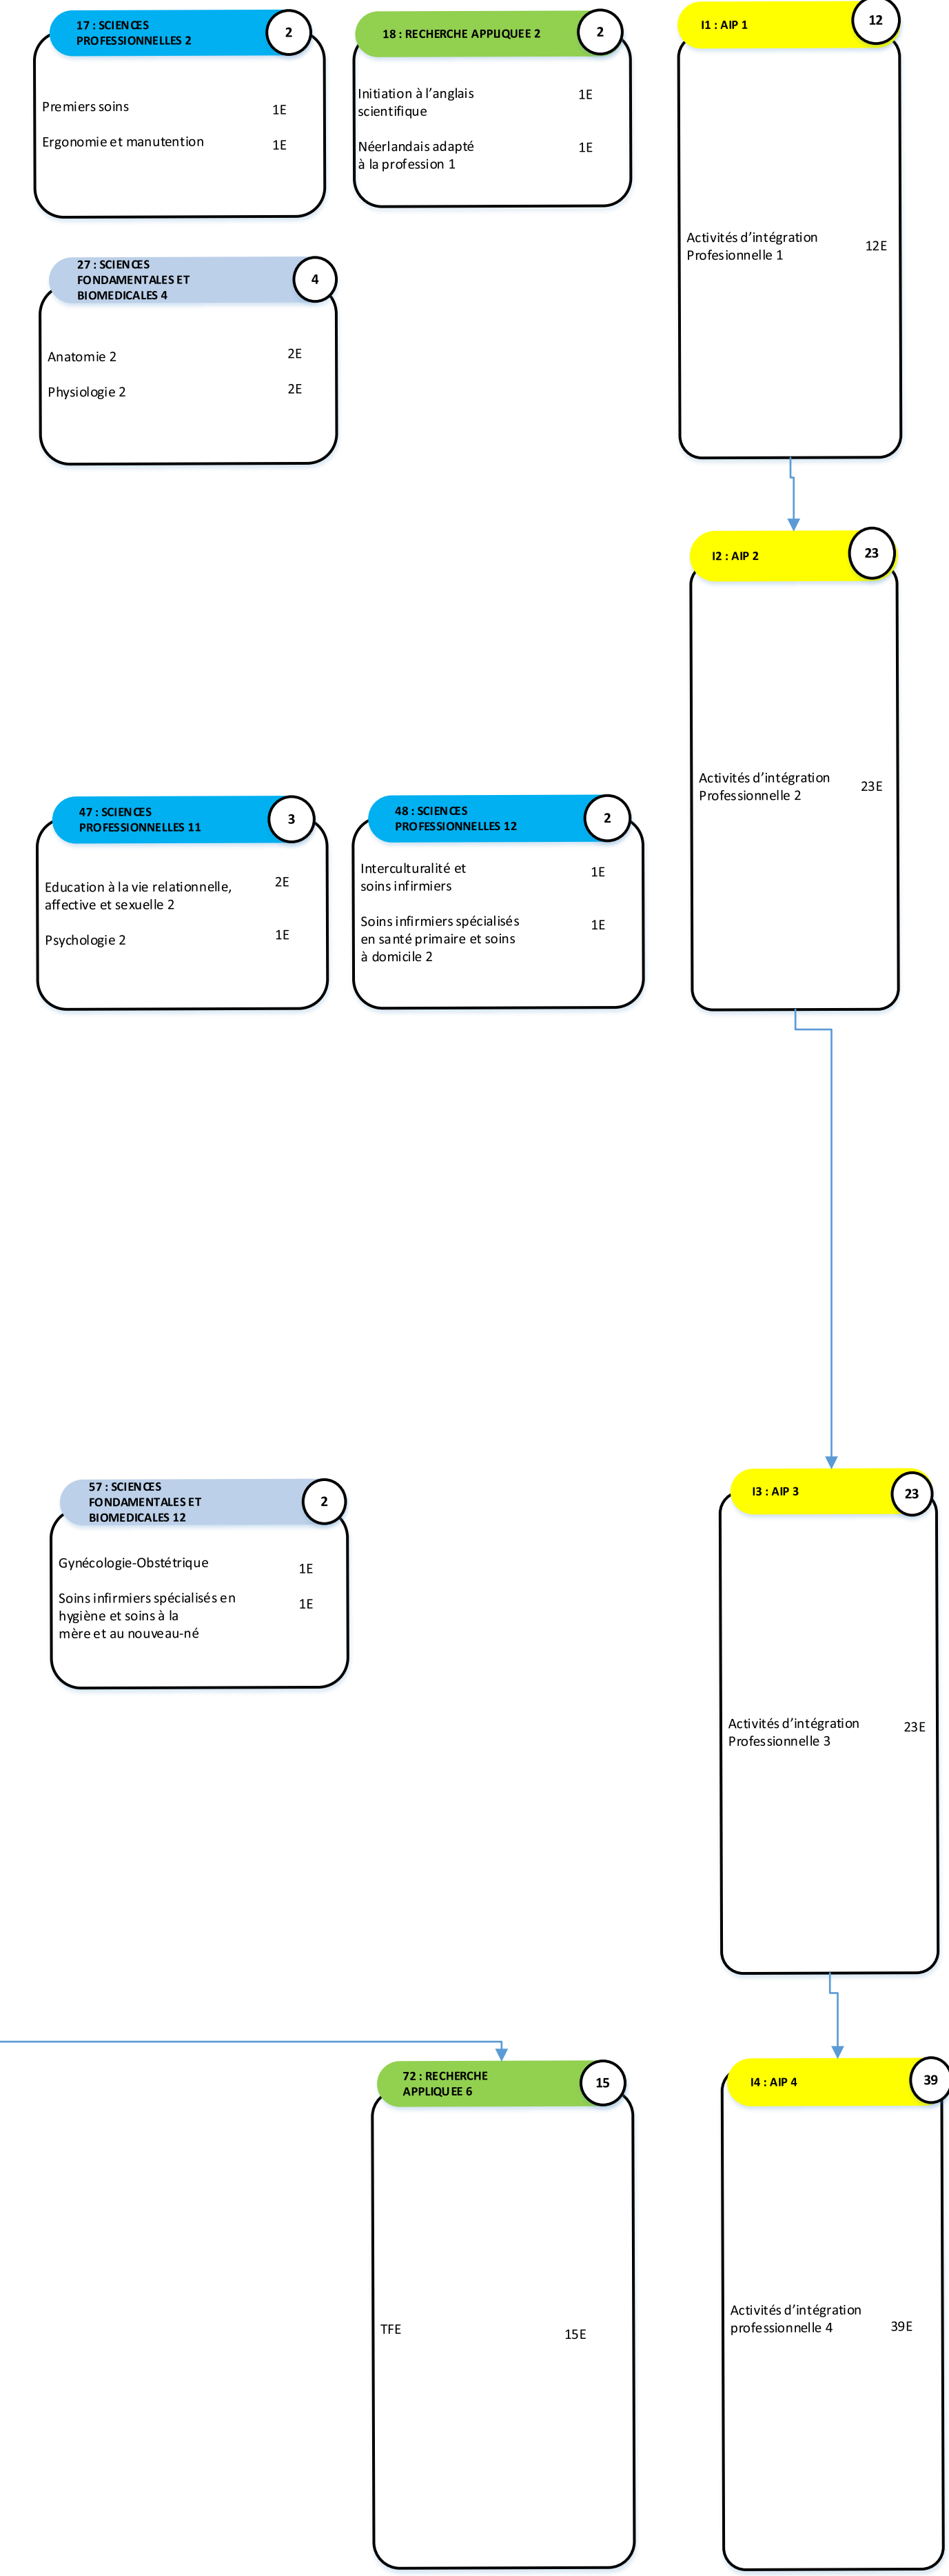 17 : SCIENCES
PROFESSIONNELLES 2
2
Premiers soins
1E
Ergonomie et manutention
1E
18 : RECHERCHE APPLIQUEE 2
2
Initiation à l'anglais
scientifique
1E
Néerlandais adapté
à la profession 1
1E
I1 : AIP 1
12
Activités d'intégration
Profesionnelle 1
12E
27 : SCIENCES
FONDAMENTALES ET
BIOMEDICALES 4
4
Anatomie 2
2E
Physiologie 2
2E
I2 : AIP 2
23
Activités d'intégration
Professionnelle 2
23E
47 : SCIENCES
PROFESSIONNELLES 11
3
Education à la vie relationnelle,
affective et sexuelle 2
2E
Psychologie 2
1E
48 : SCIENCES
PROFESSIONNELLES 12
2
Interculturalité et
soins infirmiers
1E
Soins infirmiers spécialisés
en santé primaire et soins
à domicile 2
1E
57 : SCIENCES
FONDAMENTALES ET
BIOMEDICALES 12
2
Gynécologie-Obstétrique
1E
Soins infirmiers spécialisés en
hygiène et soins à la
mère et au nouveau-né
1E
I3 : AIP 3
23
Activités d'intégration
Professionnelle 3
23E
72 : RECHERCHE
APPLIQUEE 6
15
TFE
15E
I4 : AIP 4
39
Activités d'intégration
professionnelle 4
39E